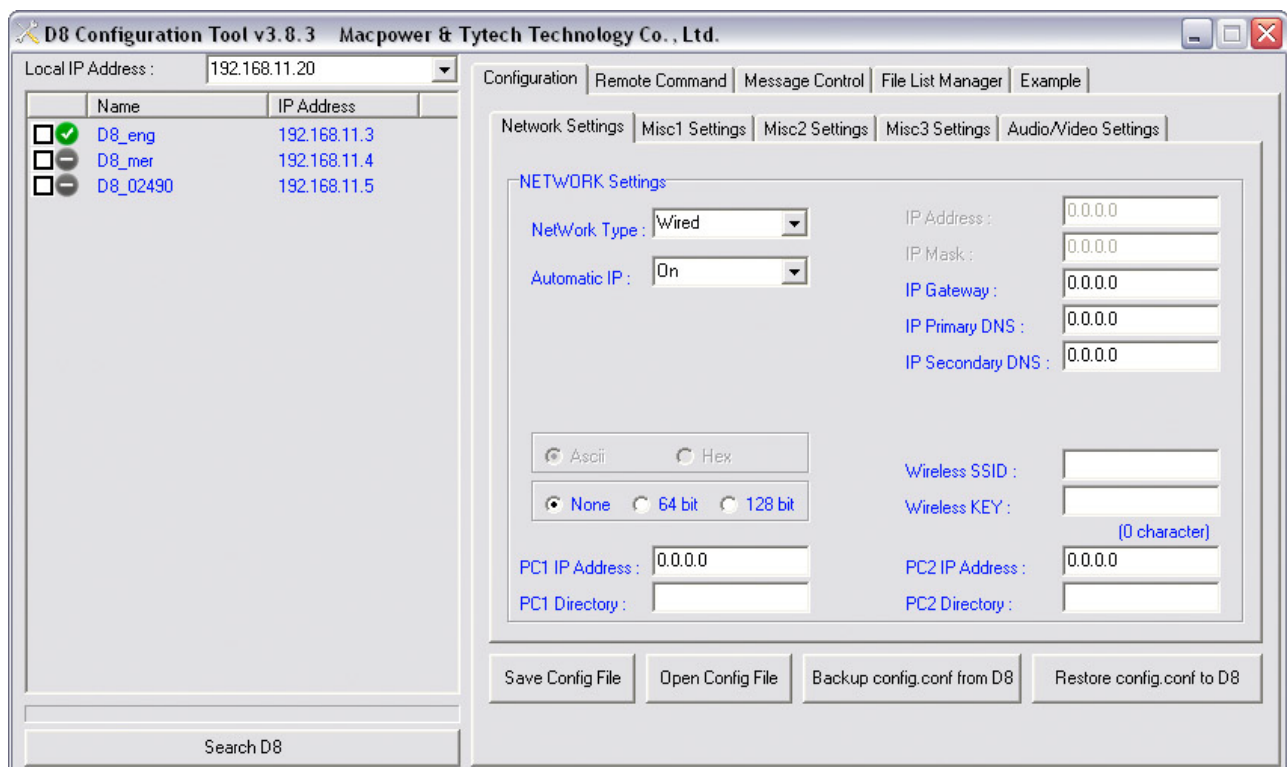 D8 Configuration Tool v3.8.3 Macpower & Tytech Technology Co., Ltd.
Local IP Address : 192.168.11.20
Name IP Address
D8_eng 192.168.11.3
D8_mer 192.168.11.4
D8_02490 192.168.11.5
Search D8
Configuration Remote Command Message Control File List Manager Example
Network Settings Misc1 Settings Misc2 Settings Misc3 Settings Audio/Video Settings
NETWORK Settings
NetWork Type : Wired
Automatic IP : On
IP Address : 0.0.0.0
IP Mask : 0.0.0.0
IP Gateway : 0.0.0.0
IP Primary DNS : 0.0.0.0
IP Secondary DNS : 0.0.0.0
Ascii Hex
None 64 bit 128 bit
Wireless SSID :
Wireless KEY :
(0 character)
PC1 IP Address : 0.0.0.0 PC2 IP Address : 0.0.0.0
PC1 Directory : PC2 Directory :
Save Config File Open Config File Backup config.conf from D8 Restore config.conf to D8